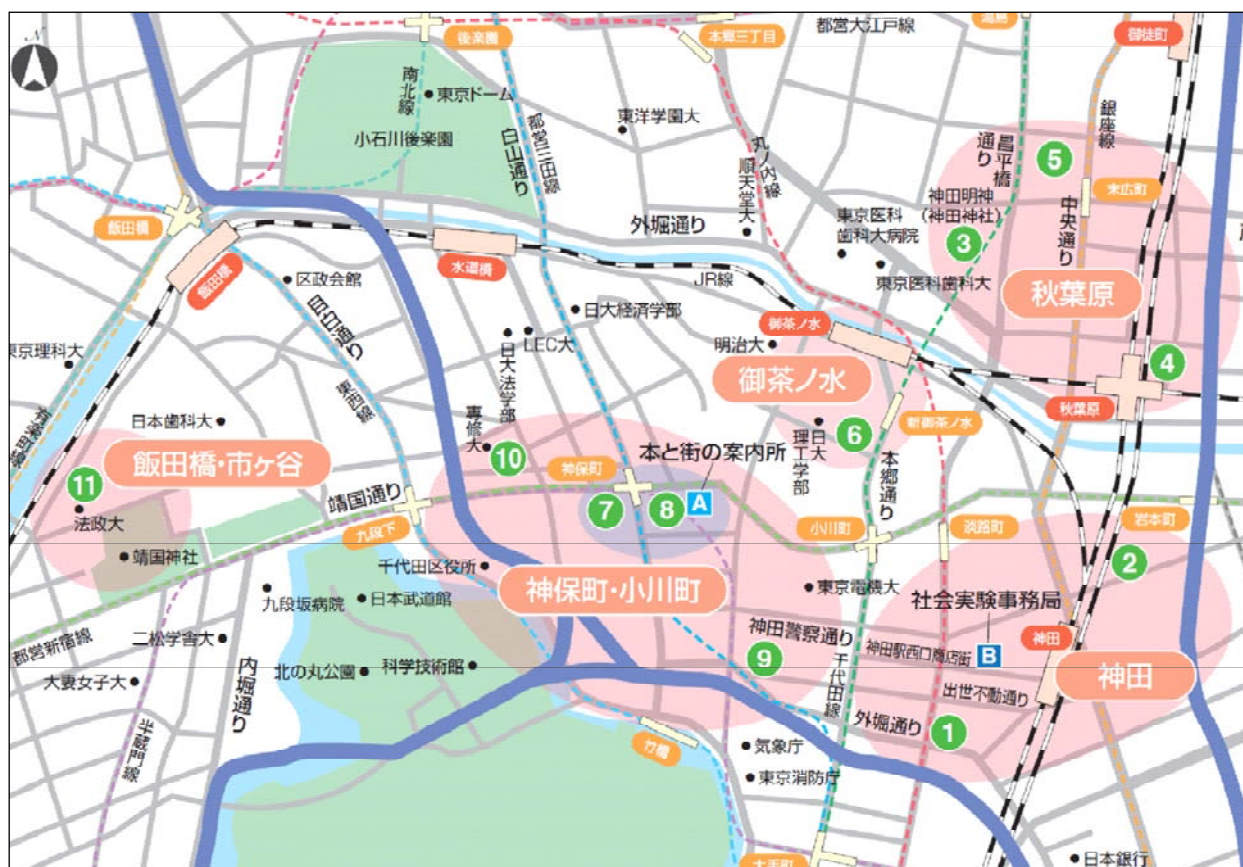 N
後楽園
本郷三丁目
都営大江戸線
湯島
御徒町
南北線
東京ドーム
小石川後楽園
白山通り
都営三田線
東洋学園大
丸ノ内線
順天堂大
昌平橋通り
銀座線
5
末広町
中央通り
神田明神
（神田神社）
3
東京医科
歯科大病院
東京医科歯科大
秋葉原
飯田橋
外堀通り
水道橋
JR線
飯田橋
区政会館
目白通り
東西線
日大経済学部
LEC大
日大法学部
御茶ノ水
明治大
御茶ノ水
4
秋葉原
新御茶ノ水
東京理科大
日本歯科大
専修大
10
日大
理工学部
6
本郷通り
飯田橋・市ヶ谷
11
法政大
靖国神社
靖国通り
九段下
神保町
7
8
A
本と街の案内所
小川町
淡路町
岩本町
2
千代田区役所
日本武道館
九段坂病院
神保町・小川町
東京電機大
社会実験事務局
都営新宿線
二松学舎大
大妻女子大
半蔵門線
内堀通り
北の丸公園
科学技術館
神田警察通り
9
千代田線
神田駅西口商店街
B
神田
神田
出世不動通り
外堀通り
1
竹橋
気象庁
東京消防庁
大手町
日本銀行